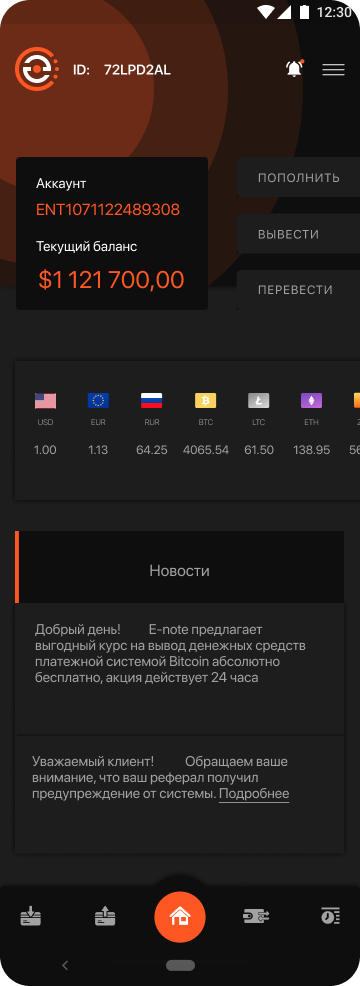 12:30
ID: 72LPD2AL
Аккаунт
ENT1071122489308
Текущий баланс
$1 121 700,00
ПОПОЛНИТЬ
ВЫВЕСТИ
ПЕРЕВЕСТИ
USD EUR RUR BTC LTC ETH
1.00 1.13 64.25 4065.54 61.50 138.95
Новости
Добрый день! E-note предлагает
выгодный курс на вывод денежных средств
платежной системой Bitcoin абсолютно
бесплатно, акция действует 24 часа
Уважаемый клиент! Обращаем ваше
внимание, что ваш реферал получил
предупреждение от системы. Подробнее